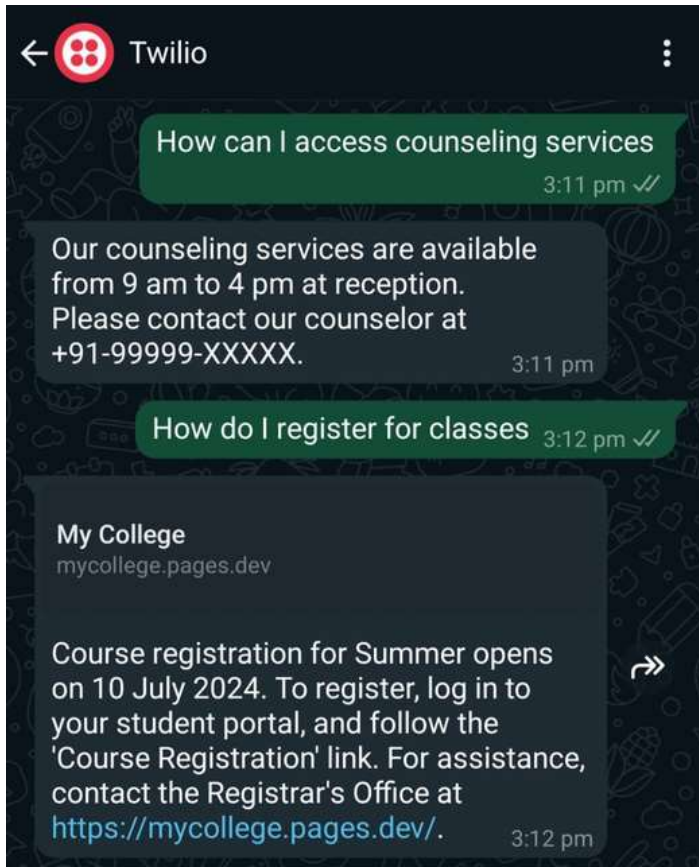 Twilio
How can I access counseling services
3:11 pm
Our counseling services are available
from 9 am to 4 pm at reception.
Please contact our counselor at
+91-99999-XXXXX.
3:11 pm
How do I register for classes
3:12 pm
My College
mycollege.pages.dev
Course registration for Summer opens
on 10 July 2024. To register, log in to
your student portal, and follow the
'Course Registration' link. For assistance,
contact the Registrar's Office at
https://mycollege.pages.dev/.
3:12 pm